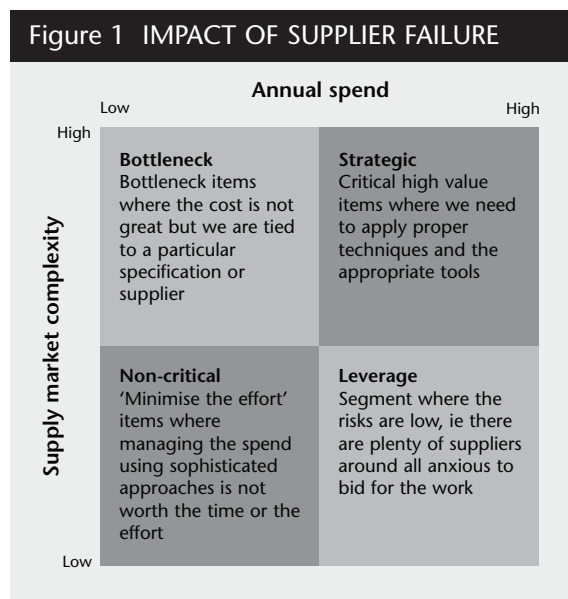 Figure 1 IMPACT OF SUPPLIER FAILURE
Annual spend
Low
High
High
Supply market complexity
Low
Bottleneck
Bottleneck items
where the cost is not
great but we are tied
to a particular
specification or
supplier
Strategic
Critical high value
items where we need
to apply proper
techniques and the
appropriate tools
Non-critical
‘Minimise the effort’
items where
managing the spend
using sophisticated
approaches is not
worth the time or the
effort
Leverage
Segment where the
risks are low, ie there
are plenty of suppliers
around all anxious to
bid for the work